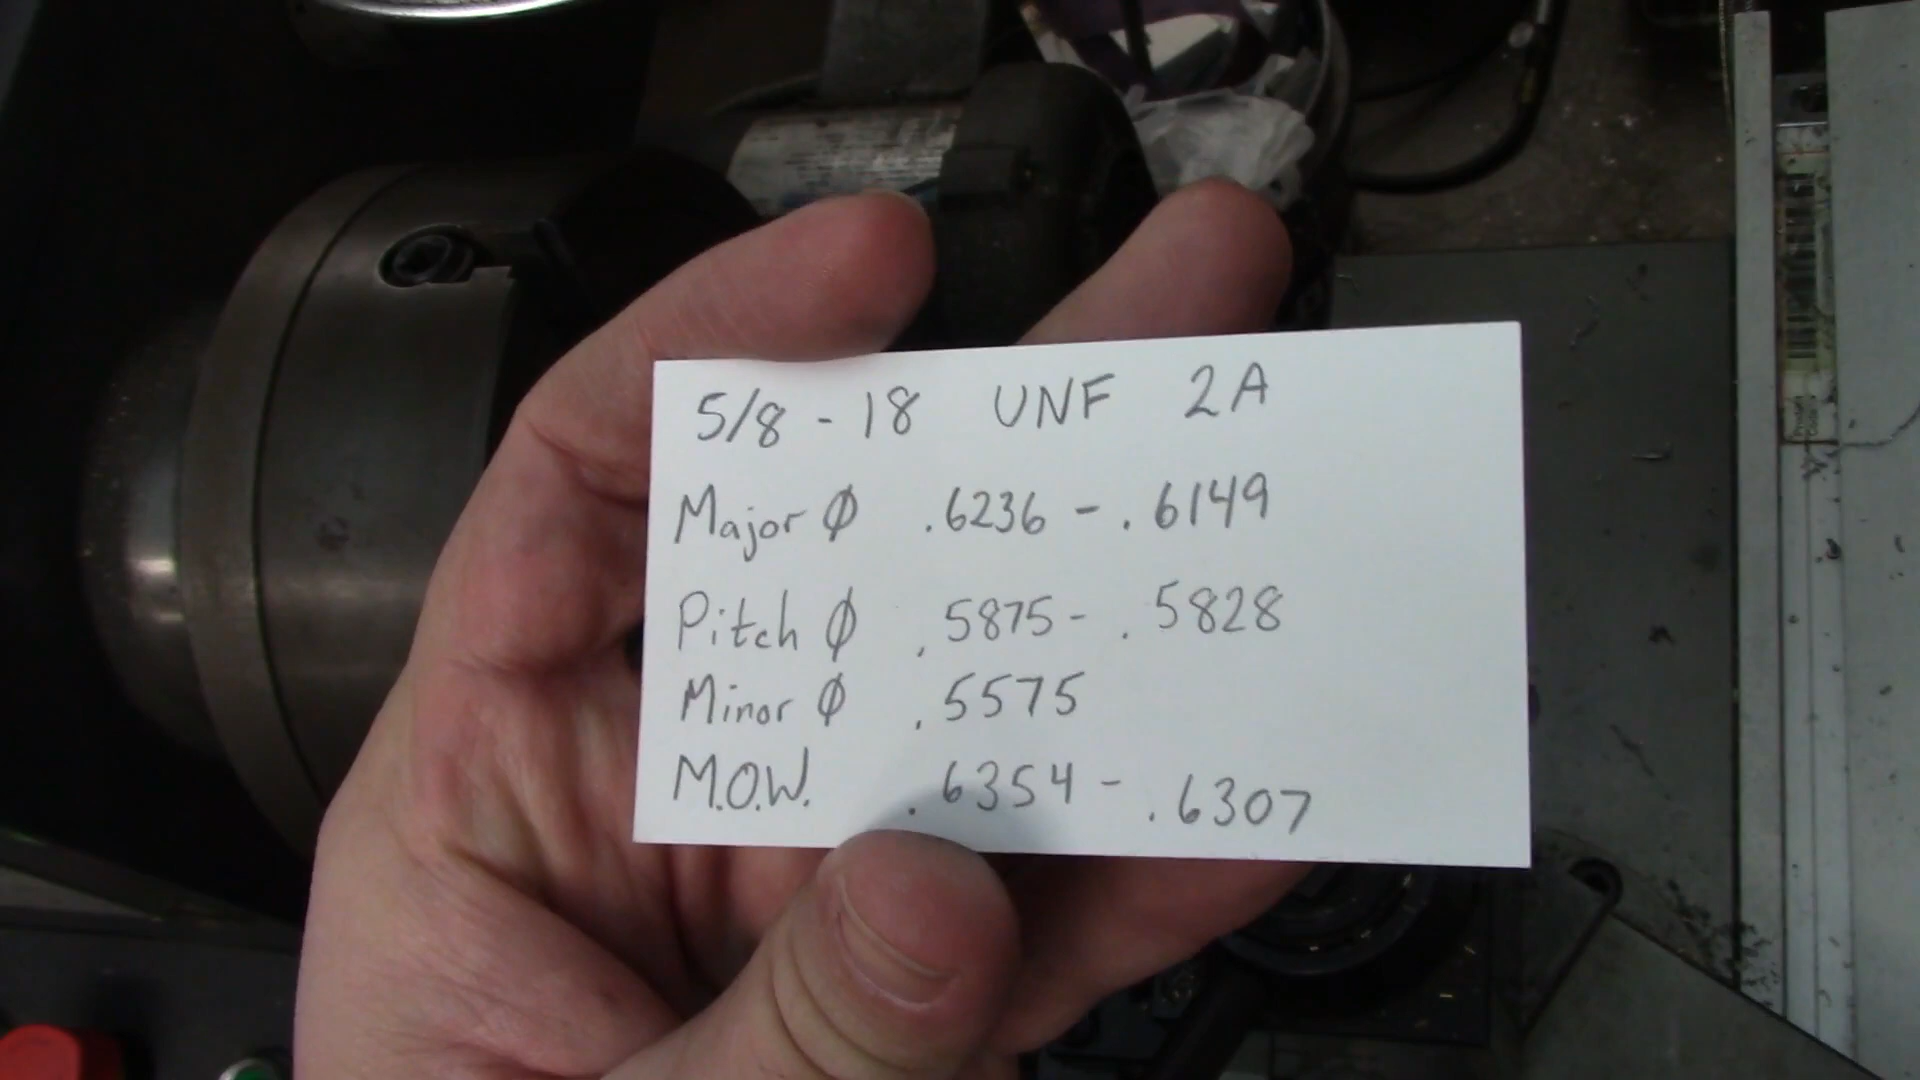 5/8 - 18 UNF 2A
Major Ø .6236 - .6149
Pitch Ø .5875 - .5828
Minor Ø .5575
M.O.W. .6354 - .6307